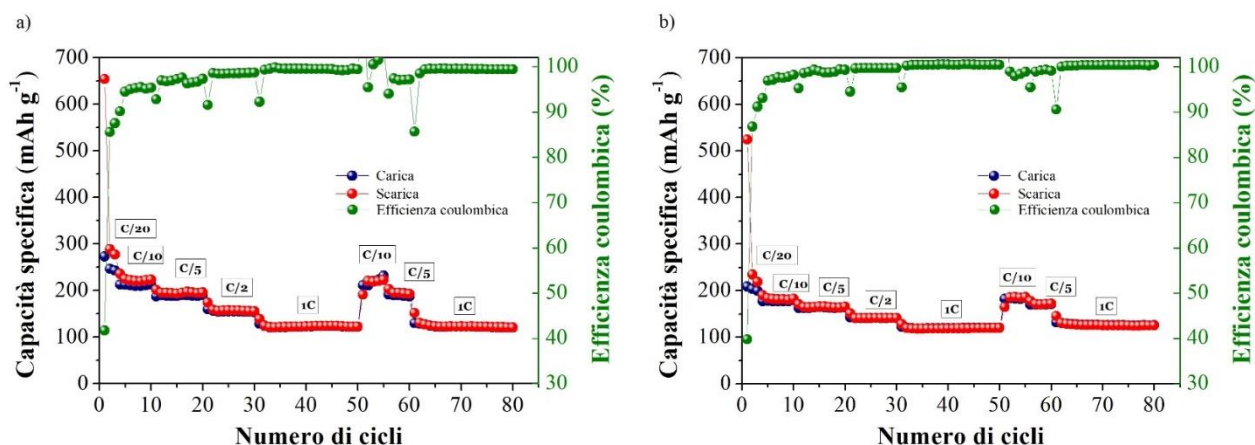 a)
700
600
500
400
300
200
100
0
Capacità specifica (mAh g⁻¹)
100
90
80
70
60
50
40
30
Efficienza coulombica (%)
Carica
Scarica
Efficienza coulombica
C/20
C/10
C/5
C/2
1C
C/10
C/5
1C
0 10 20 30 40 50 60 70 80
Numero di cicli
b)
700
600
500
400
300
200
100
0
Capacità specifica (mAh g⁻¹)
100
90
80
70
60
50
40
30
Efficienza coulombica (%)
Carica
Scarica
Efficienza coulombica
C/20
C/10
C/5
C/2
1C
C/10
C/5
1C
0 10 20 30 40 50 60 70 80
Numero di cicli